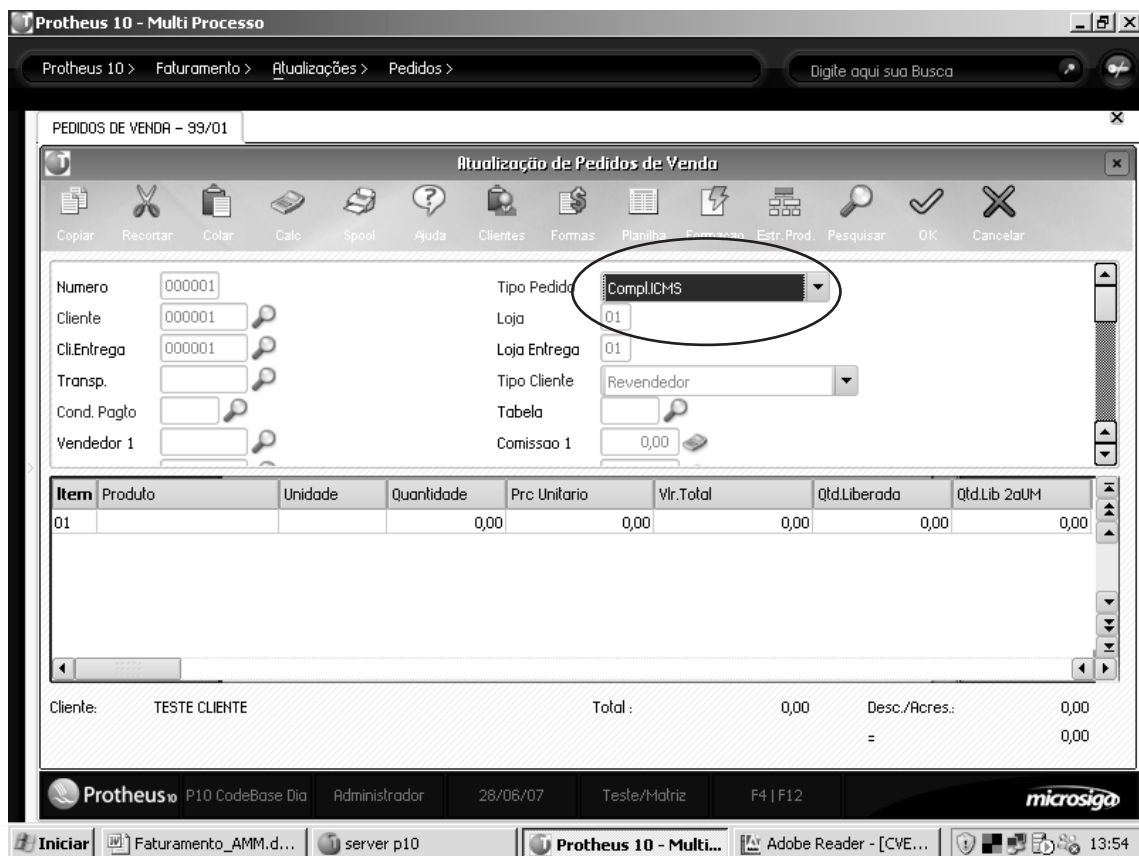 Protheus 10 - Multi Processo
Protheus 10 > Faturamento > Atualizações > Pedidos > Digite aqui sua Busca
PEDIDOS DE VENDA - 99/01
Atualização de Pedidos de Venda
Copiar Recortar Colar Calc Spool Ajuda Clientes Formas Planilha Formacao Estr.Prod. Pesquisar OK Cancelar
Numero 000001 Tipo Pedido Compl.ICMS
Cliente 000001 Loja 01
Cli.Entrega 000001 Loja Entrega 01
Transp. Tipo Cliente Revendedor
Cond. Pagto Tabela
Vendedor 1 Comissao 1 0,00
Item Produto Unidade Quantidade Prc Unitario Vlr.Total Qtd.Liberada Qtd.Lib 2aUM
01 0,00 0,00 0,00 0,00 0,00
Cliente: TESTE CLIENTE Total : 0,00 Desc./Acres.: 0,00
= 0,00
Protheus 10 P10 CodeBase Dia Administrador 28/06/07 Teste/Matriz F4 | F12 microsiga
Iniciar Faturamento_AMM.d... server p10 Protheus 10 - Multi... Adobe Reader - [CVE... 13:54